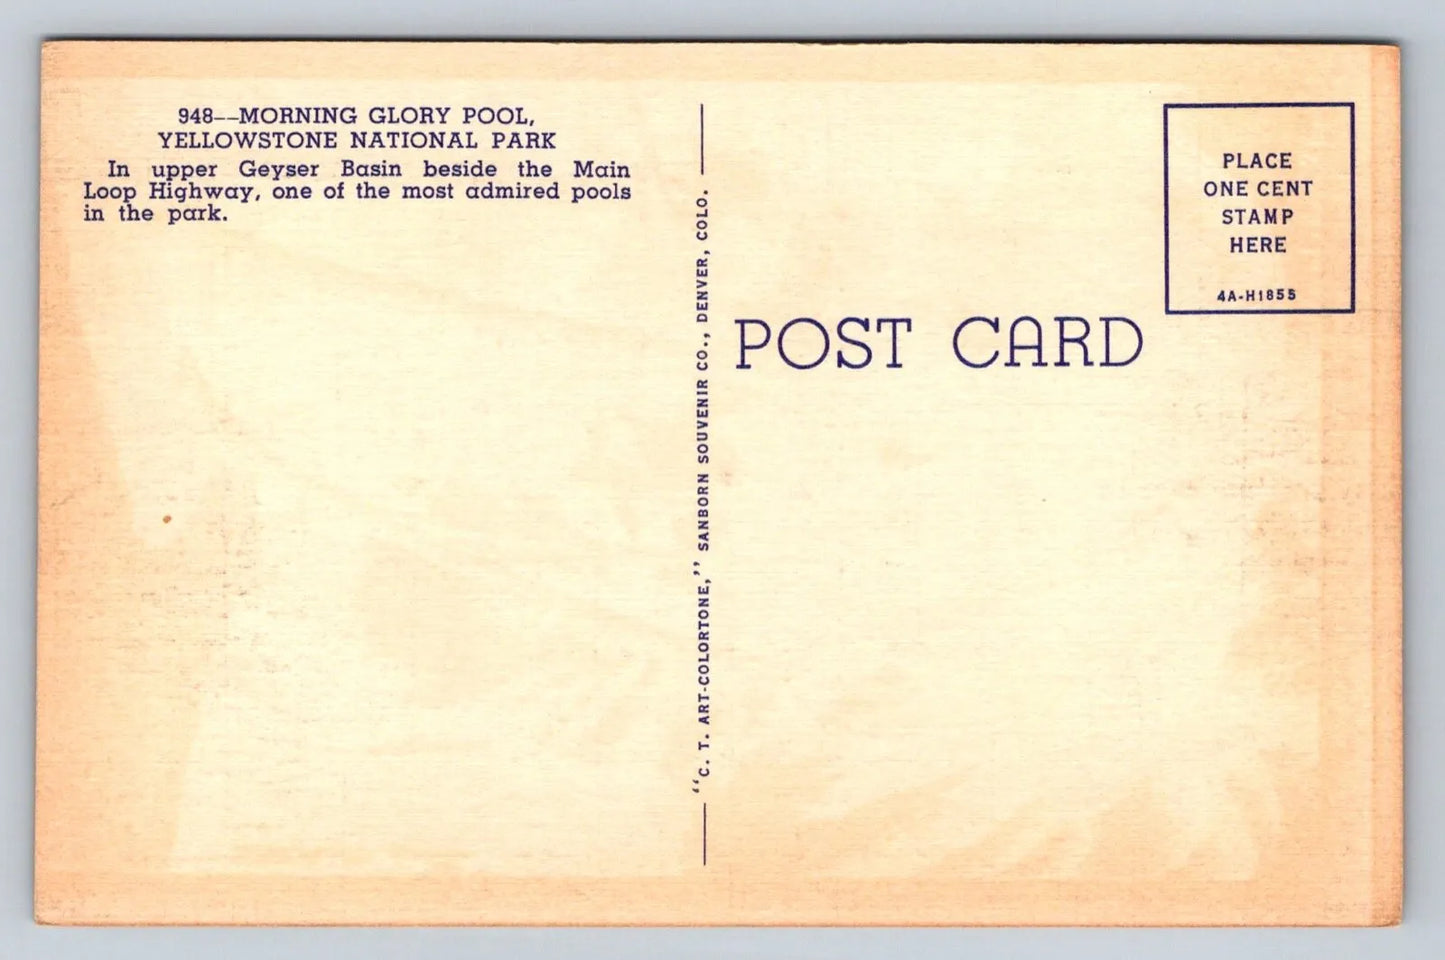 948--MORNING GLORY POOL,
YELLOWSTONE NATIONAL PARK
In upper Geyser Basin beside the Main
Loop Highway, one of the most admired pools
in the park.
"C. T. ART-COLORTONE," SANBORN SOUVENIR CO., DENVER, COLO.
POST CARD
PLACE
ONE CENT
STAMP
HERE
4A-H1855